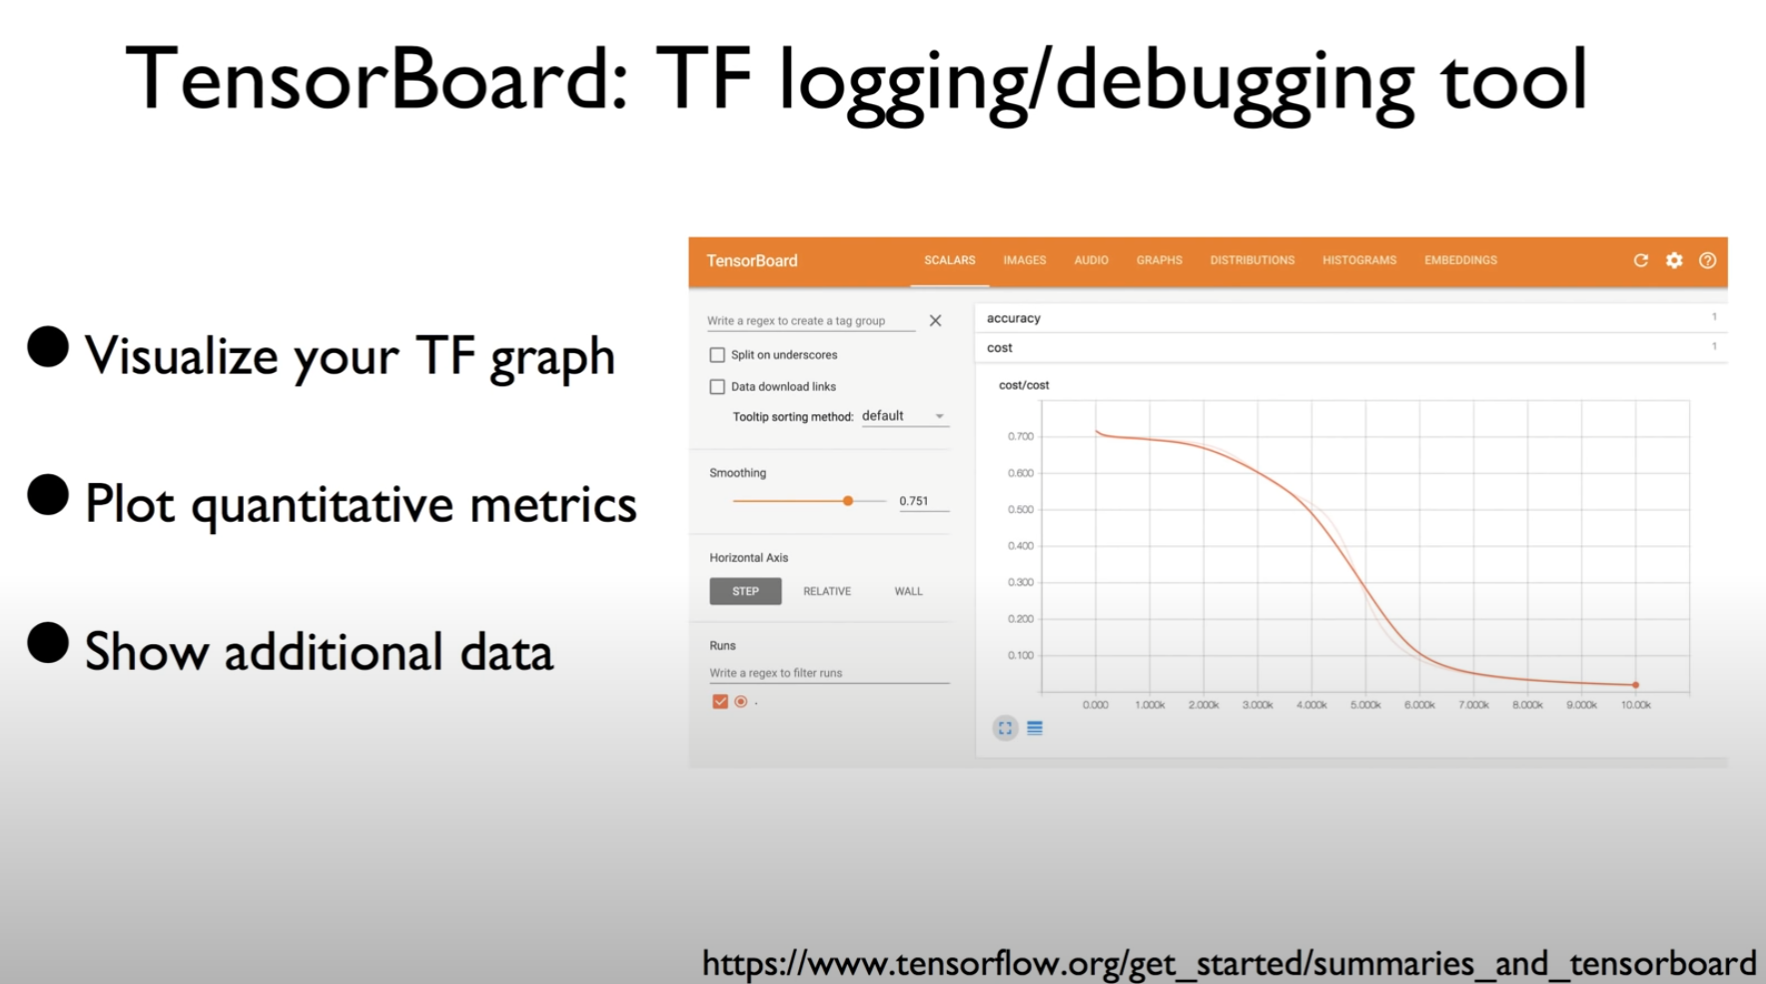 TensorBoard: TF logging/debugging tool
Visualize your TF graph
Plot quantitative metrics
Show additional data
TensorBoard
SCALARS IMAGES AUDIO GRAPHS DISTRIBUTIONS HISTOGRAMS EMBEDDINGS
Write a regex to create a tag group
Split on underscores
Data download links
Tooltip sorting method: default
Smoothing
0.751
Horizontal Axis
STEP RELATIVE WALL
Runs
Write a regex to filter runs
.
accuracy 1
cost 1
cost/cost
0.700
0.600
0.500
0.400
0.300
0.200
0.100
0.000 1.000k 2.000k 3.000k 4.000k 5.000k 6.000k 7.000k 8.000k 9.000k 10.00k
https://www.tensorflow.org/get_started/summaries_and_tensorboard